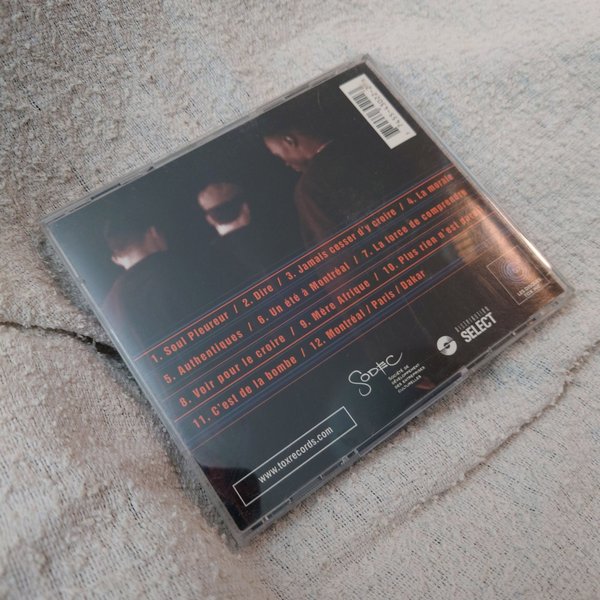 1. Soul Pleureur / 2. Dire / 3. Jamais cesser d'y croire / 4. La morale
5. Authentiques / 6. Un été à Montréal / 7. La force de comprendre
8. Voir pour le croire / 9. Mère Afrique / 10. Plus rien n'est
11. C'est de la bombe / 12. Montréal / Paris / Dakar
DISTRIBUTION
SELECT
SODEC
SOCIÉTÉ DE
DÉVELOPPEMENT
DES ENTREPRISES
CULTURELLES
www.toxrecords.com